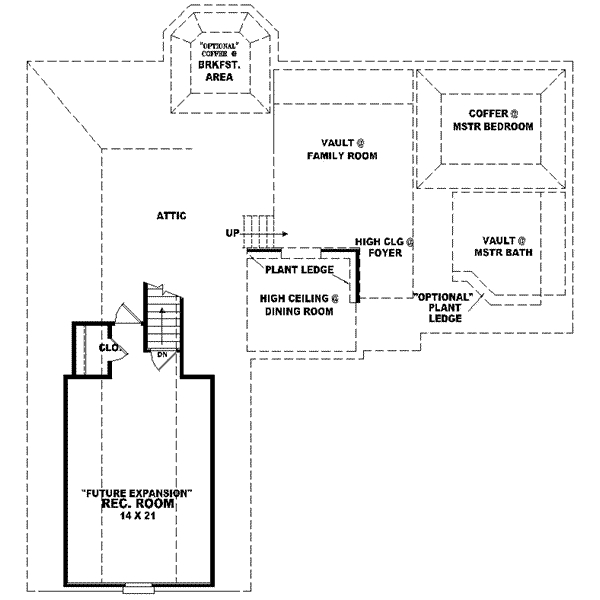 "OPTIONAL"
COFFER @
BRKFST.
AREA
COFFER @
MSTR BEDROOM
VAULT @
FAMILY ROOM
ATTIC
UP
HIGH CLG @
FOYER
VAULT @
MSTR BATH
PLANT LEDGE
HIGH CEILING @
DINING ROOM
"OPTIONAL"
PLANT
LEDGE
CLO.
DN
"FUTURE EXPANSION"
REC. ROOM
14 X 21